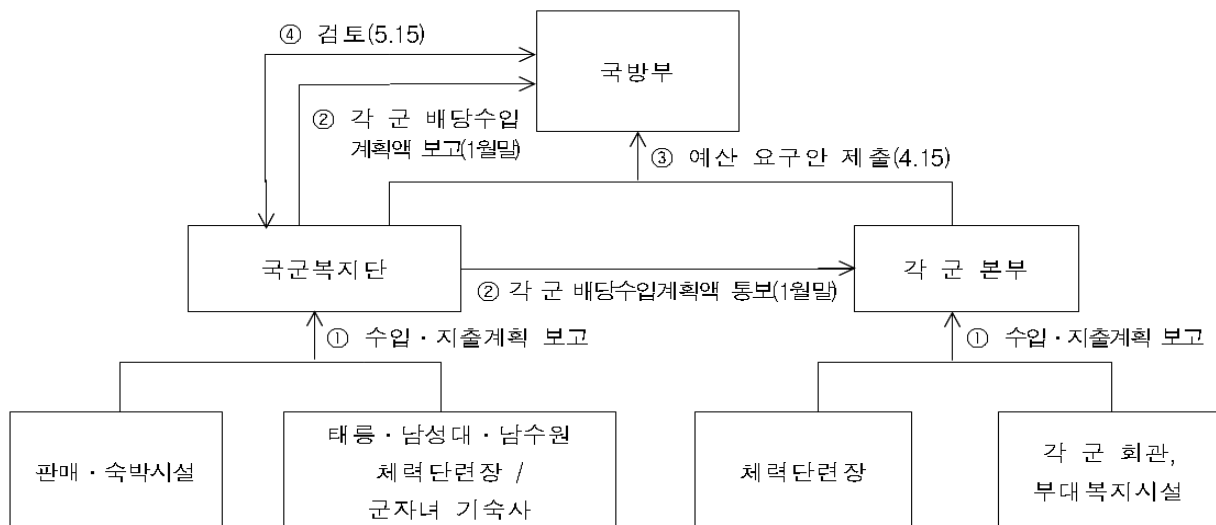 ④ 검토(5.15)
국방부
② 각 군 배당수입
계획액 보고(1월말)
③ 예산 요구안 제출(4.15)
국군복지단
각 군 본부
② 각 군 배당수입계획액 통보(1월말)
① 수입・지출계획 보고
① 수입・지출계획 보고
판매・숙박시설
태릉・남성대・남수원
체력단련장 /
군자녀 기숙사
체력단련장
각 군 회관,
부대복지시설